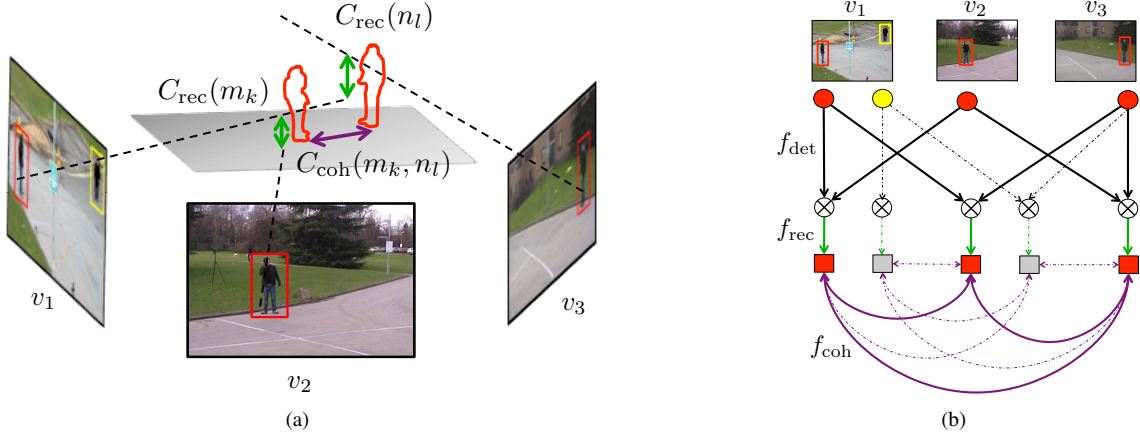 C_rec(n_l)
C_rec(m_k)
C_coh(m_k, n_l)
v_1
v_2
v_3
(a)
v_1 v_2 v_3
f_det
f_rec
f_coh
(b)